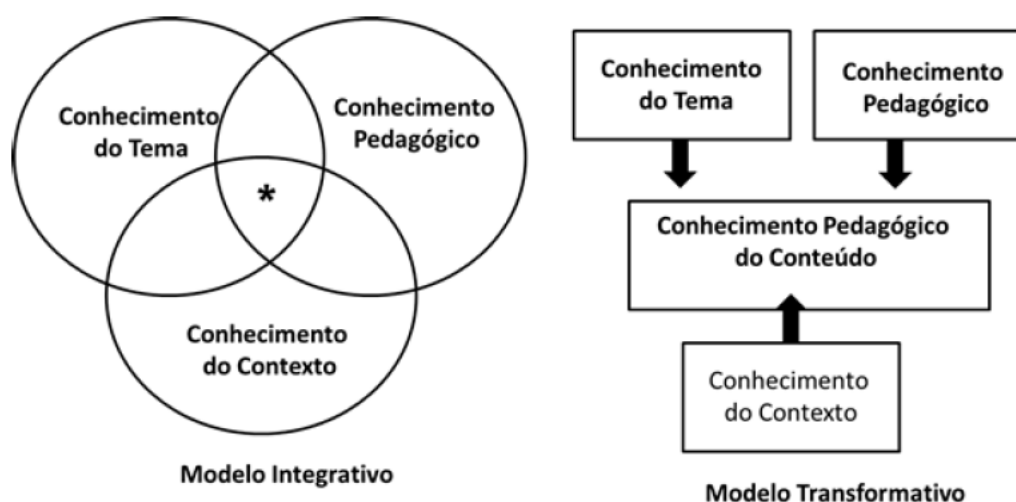 Conhecimento
do Tema
Conhecimento
Pedagógico
*
Conhecimento
do Contexto
Modelo Integrativo
Conhecimento
do Tema
Conhecimento
Pedagógico
Conhecimento Pedagógico
do Conteúdo
Conhecimento
do Contexto
Modelo Transformativo